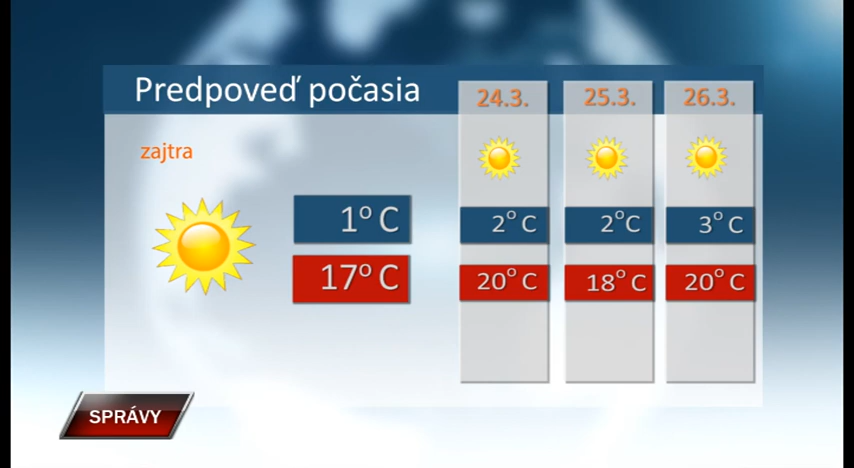 Predpoveď počasia
24.3.
25.3.
26.3.
zajtra
1° C
17° C
2° C
2°C
3° C
20° C
18° C
20° C
SPRÁVY